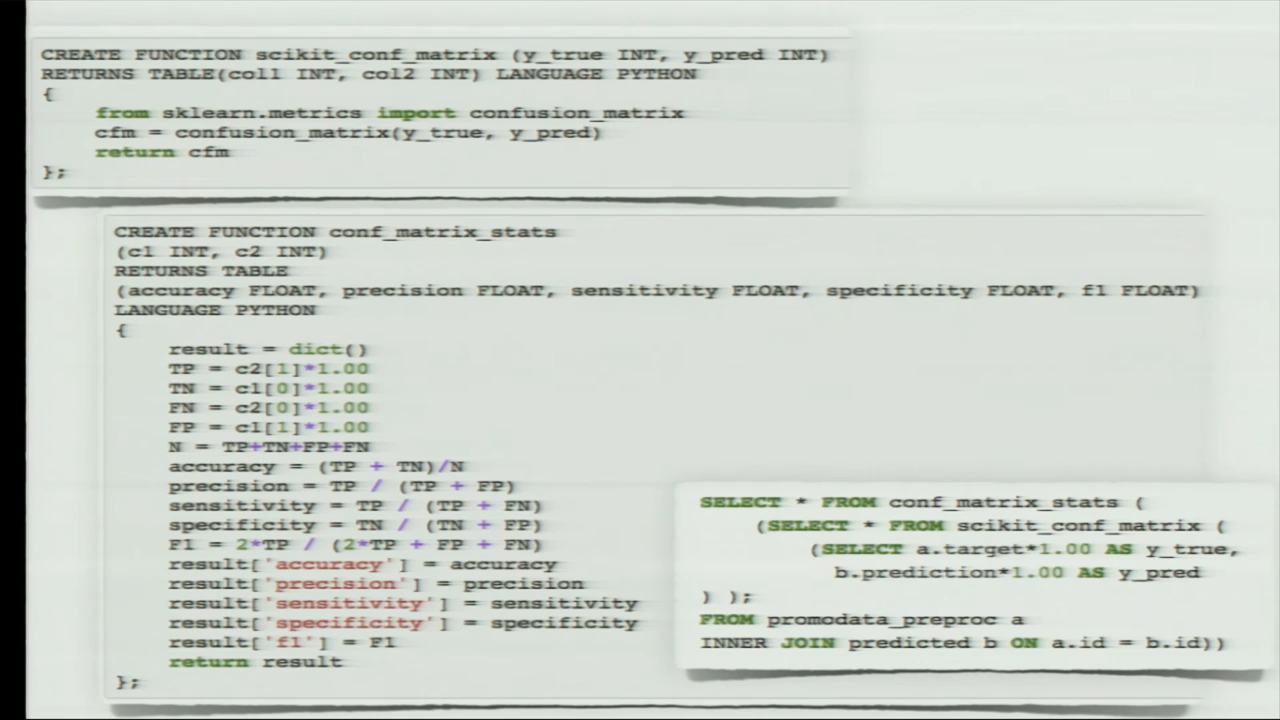 CREATE FUNCTION scikit_conf_matrix (y_true INT, y_pred INT)
RETURNS TABLE(col1 INT, col2 INT) LANGUAGE PYTHON
{
from sklearn.metrics import confusion_matrix
cfm = confusion_matrix(y_true, y_pred)
return cfm
};
CREATE FUNCTION conf_matrix_stats
(c1 INT, c2 INT)
RETURNS TABLE
(accuracy FLOAT, precision FLOAT, sensitivity FLOAT, specificity FLOAT, f1 FLOAT)
LANGUAGE PYTHON
{
result = dict()
TP = c2[1]*1.00
TN = c1[0]*1.00
FN = c2[0]*1.00
FP = c1[1]*1.00
N = TP+TN+FP+FN
accuracy = (TP + TN)/N
precision = TP / (TP + FP)
sensitivity = TP / (TP + FN)
specificity = TN / (TN + FP)
F1 = 2*TP / (2*TP + FP + FN)
result['accuracy'] = accuracy
result['precision'] = precision
result['sensitivity'] = sensitivity
result['specificity'] = specificity
result['f1'] = F1
return result
};
SELECT * FROM conf_matrix_stats (
(SELECT * FROM scikit_conf_matrix (
(SELECT a.target*1.00 AS y_true,
b.prediction*1.00 AS y_pred
) );
FROM promodata_preproc a
INNER JOIN predicted b ON a.id = b.id))